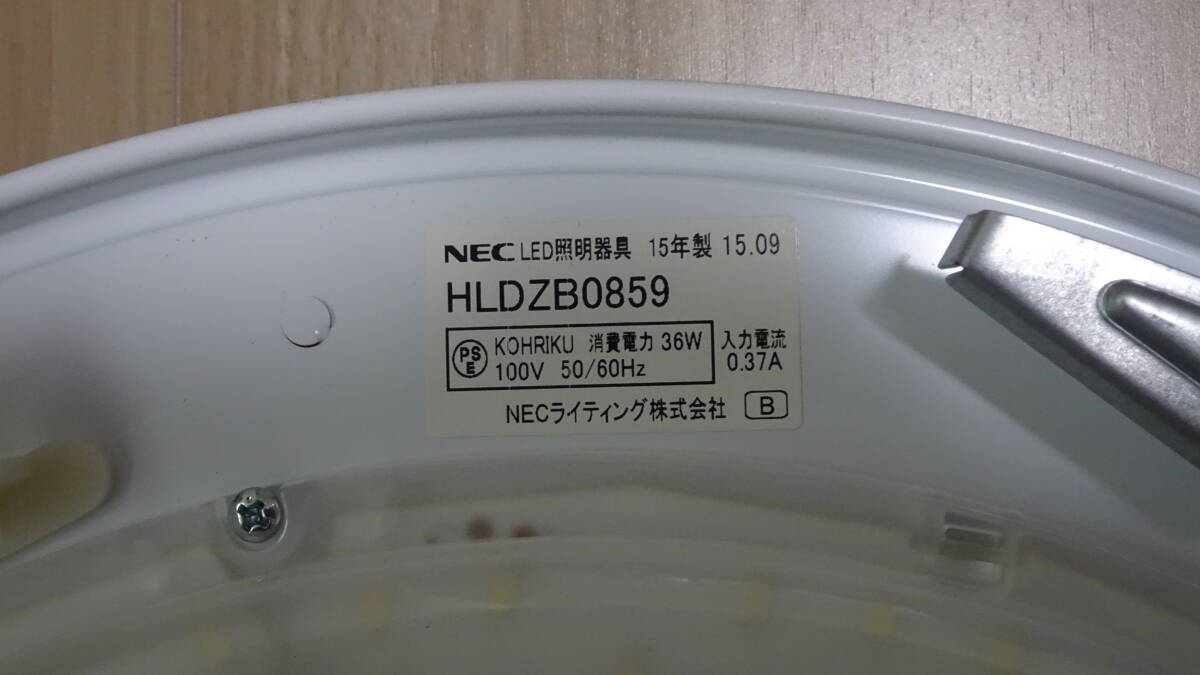 NEC LED照明器具 15年製 15.09
HLDZB0859
PSE KOHRIKU 消費電力 36W
100V 50/60Hz
入力電流
0.37A
NECライティング株式会社 B